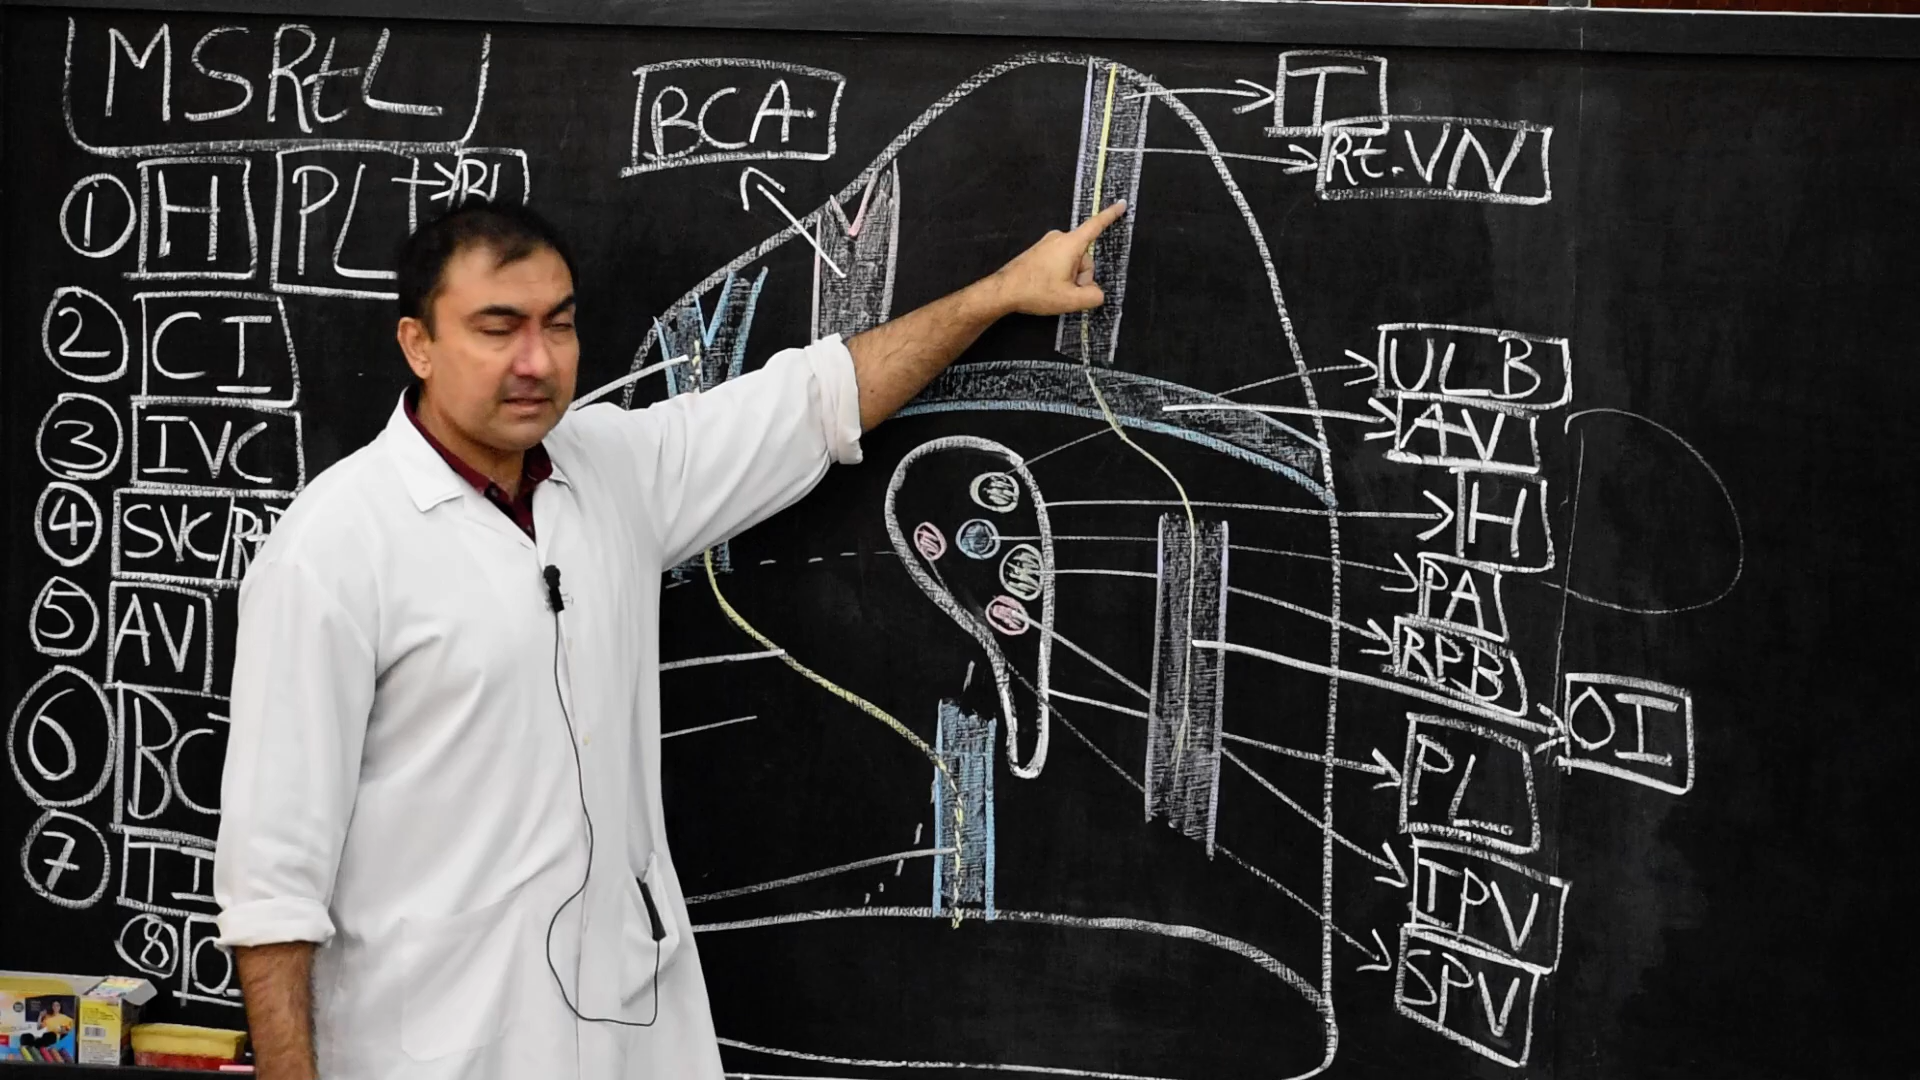 MSRtL
BCA
T
Rt.VN
1 H PL →
2 CI
3 IVC
4 SVC
5 AV
6
7
8
ULB
AV
H
PA
RPB
OI
PL
IPV
SPV